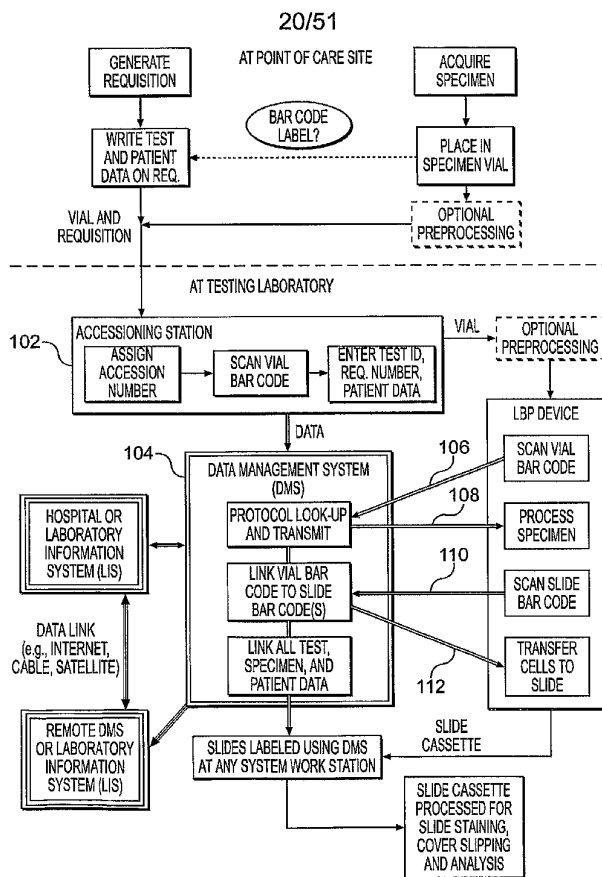 20/51
GENERATE
REQUISITION
AT POINT OF CARE SITE
ACQUIRE
SPECIMEN
BAR CODE
LABEL?
WRITE TEST
AND PATIENT
DATA ON REQ.
PLACE IN
SPECIMEN VIAL
VIAL AND
REQUISITION
OPTIONAL
PREPROCESSING
AT TESTING LABORATORY
102
ACCESSIONING STATION
ASSIGN
ACCESSION
NUMBER
SCAN VIAL
BAR CODE
ENTER TEST ID,
REQ. NUMBER,
PATIENT DATA
VIAL
OPTIONAL
PREPROCESSING
DATA
104
DATA MANAGEMENT SYSTEM
(DMS)
PROTOCOL LOOK-UP
AND TRANSMIT
LINK VIAL BAR
CODE TO SLIDE
BAR CODE(S)
LINK ALL TEST,
SPECIMEN, AND
PATIENT DATA
106
108
110
112
LBP DEVICE
SCAN VIAL
BAR CODE
PROCESS
SPECIMEN
SCAN SLIDE
BAR CODE
TRANSFER
CELLS TO
SLIDE
HOSPITAL OR
LABORATORY
INFORMATION
SYSTEM (LIS)
DATA LINK
(e.g., INTERNET,
CABLE, SATELLITE)
REMOTE DMS
OR LABORATORY
INFORMATION
SYSTEM (LIS)
SLIDES LABELED USING DMS
AT ANY SYSTEM WORK STATION
SLIDE
CASSETTE
SLIDE CASSETTE
PROCESSED FOR
SLIDE STAINING,
COVER SLIPPING
AND ANALYSIS